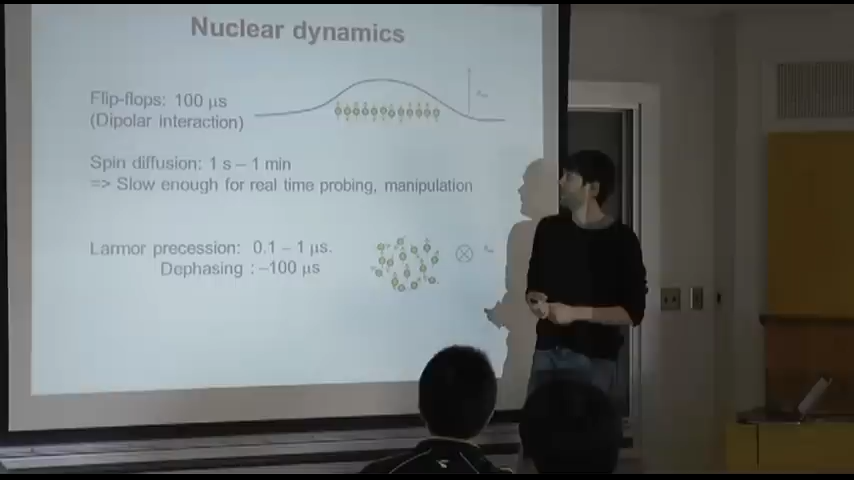 Nuclear dynamics
Flip-flops: 100 μs
(Dipolar interaction)
Spin diffusion: 1 s – 1 min
=> Slow enough for real time probing, manipulation
Larmor precession: 0.1 – 1 μs.
Dephasing : ~100 μs